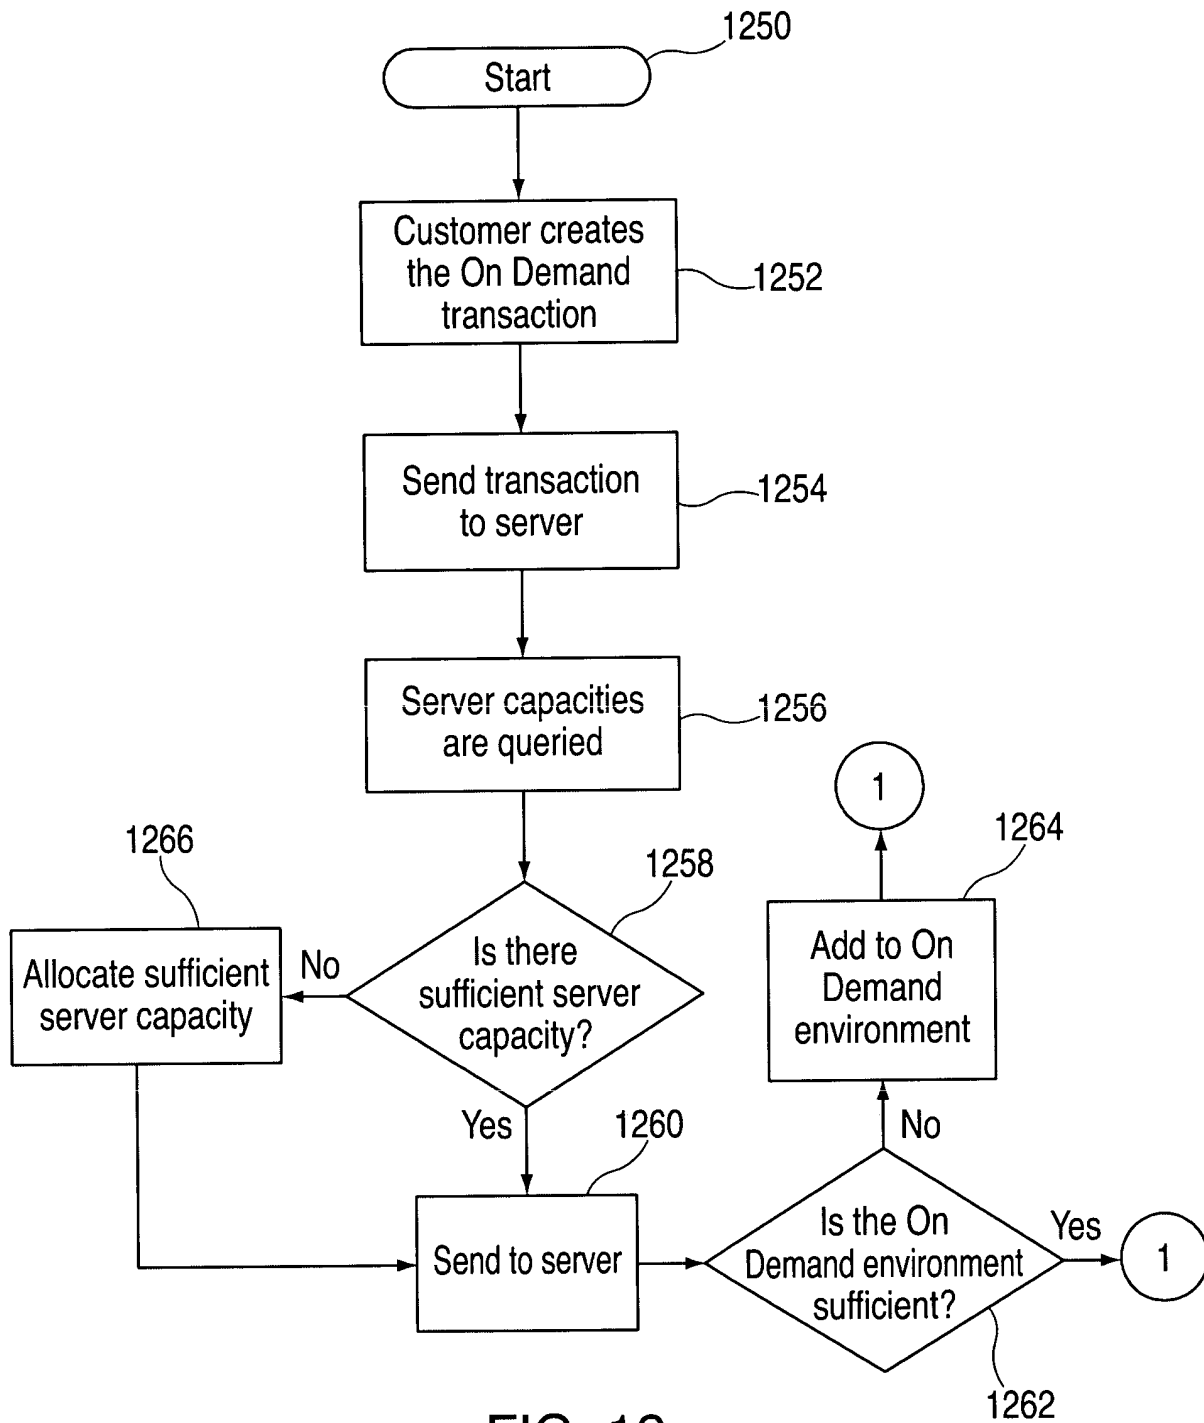 1250
Start
Customer creates
the On Demand
transaction
1252
Send transaction
to server
1254
Server capacities
are queried
1256
1
1266
1258
1264
Allocate sufficient
server capacity
No
Is there
sufficient server
capacity?
Add to On
Demand
environment
Yes
1260
No
Send to server
Is the On
Demand environment
sufficient?
Yes
1
1262